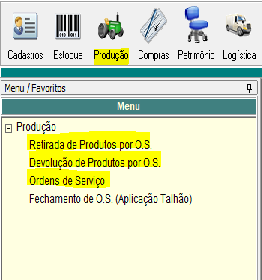 Cadastros Estoque Produção Compras Patrimônio Logística
Menu / Favoritos
Menu
Produção
Retirada de Produtos por O.S.
Devolução de Produtos por O.S.
Ordens de Serviço
Fechamento de O.S. (Aplicação Talhão)